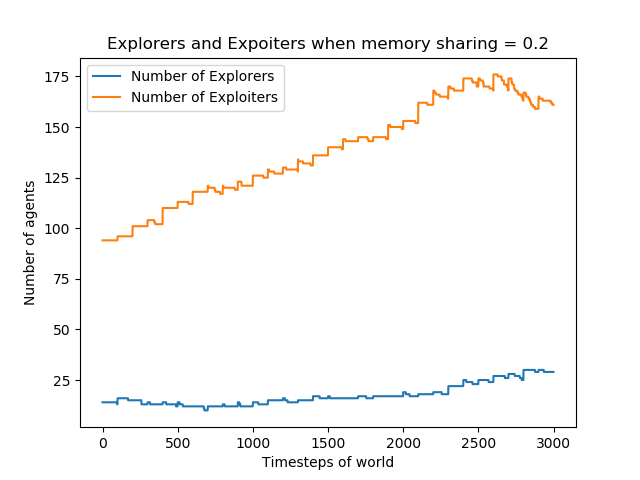 Explorers and Expoiters when memory sharing = 0.2
Number of Explorers
Number of Exploiters
175
150
125
100
75
50
25
Number of agents
0 500 1000 1500 2000 2500 3000
Timesteps of world